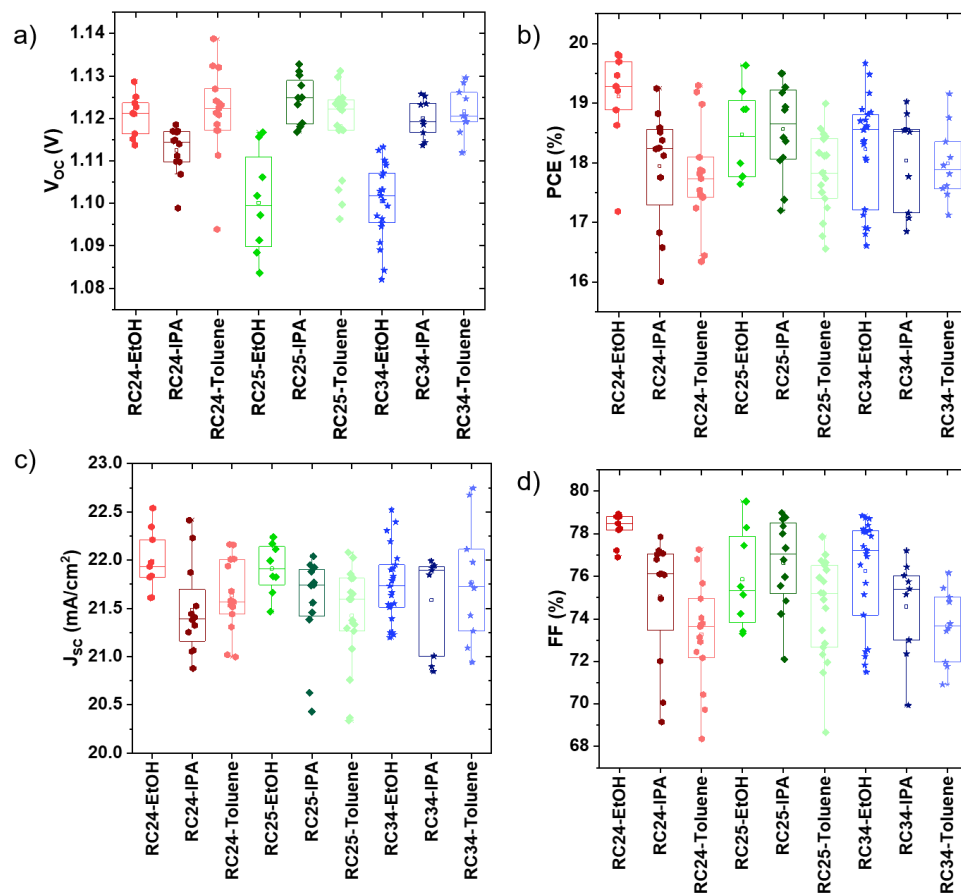 a)
1.14
1.13
1.12
1.11
1.10
1.09
1.08
V_OC (V)
RC24-EtOH
RC24-IPA
RC24-Toluene
RC25-EtOH
RC25-IPA
RC25-Toluene
RC34-EtOH
RC34-IPA
RC34-Toluene
b)
20
19
18
17
16
PCE (%)
RC24-EtOH
RC24-IPA
RC24-Toluene
RC25-EtOH
RC25-IPA
RC25-Toluene
RC34-EtOH
RC34-IPA
RC34-Toluene
c)
23.0
22.5
22.0
21.5
21.0
20.5
20.0
J_SC (mA/cm2)
RC24-EtOH
RC24-IPA
RC24-Toluene
RC25-EtOH
RC25-IPA
RC25-Toluene
RC34-EtOH
RC34-IPA
RC34-Toluene
d)
80
78
76
74
72
70
68
FF (%)
RC24-EtOH
RC24-IPA
RC24-Toluene
RC25-EtOH
RC25-IPA
RC25-Toluene
RC34-EtOH
RC34-IPA
RC34-Toluene